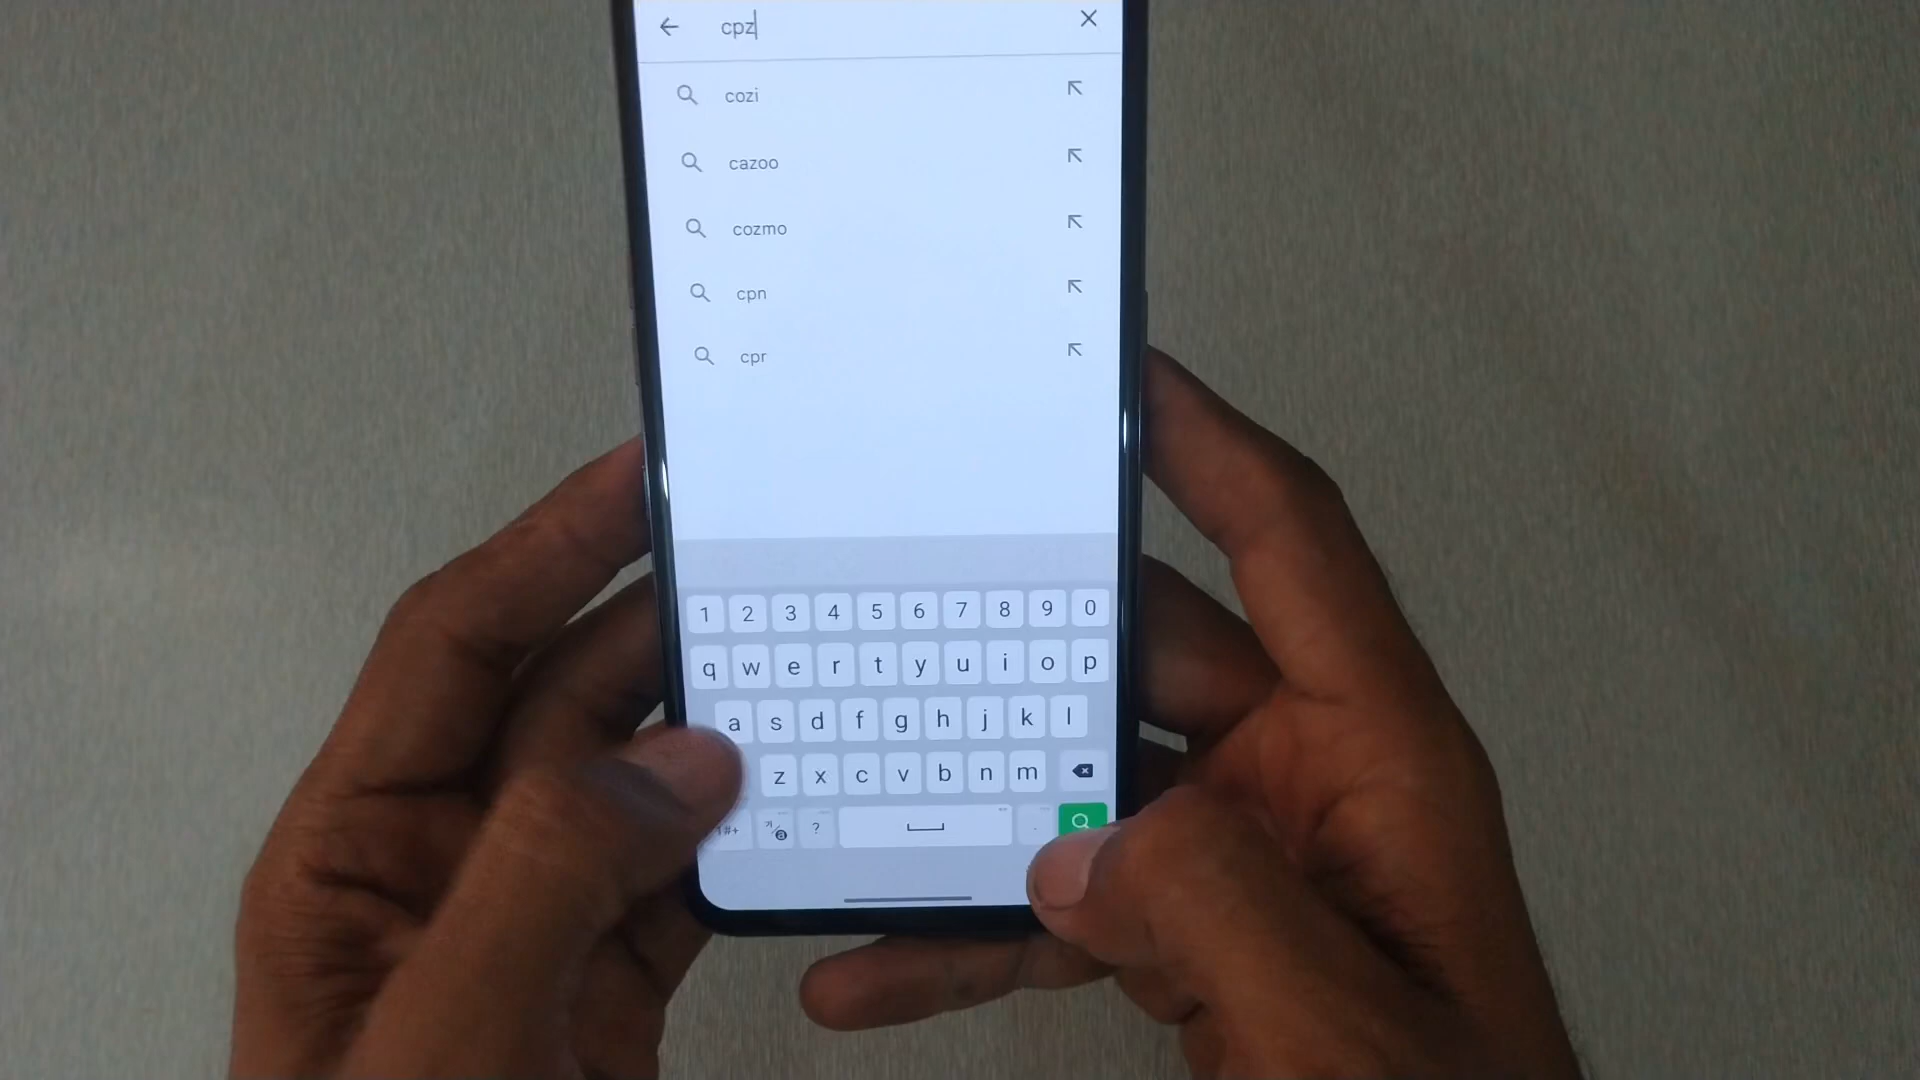 cpz
cozi
cazoo
cozmo
cpn
cpr
1 2 3 4 5 6 7 8 9 0
q w e r t y u i o p
a s d f g h j k l
z x c v b n m
!#+ ? .